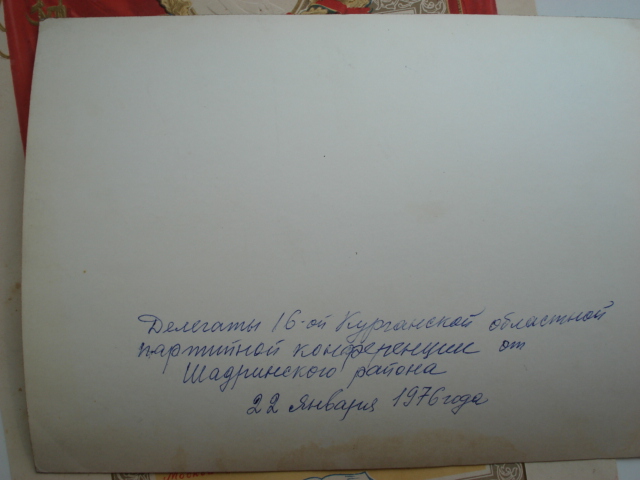 Делегаты 16-ой Курганской областной
партийной конференции от
Шадринского района
22 января 1976 года